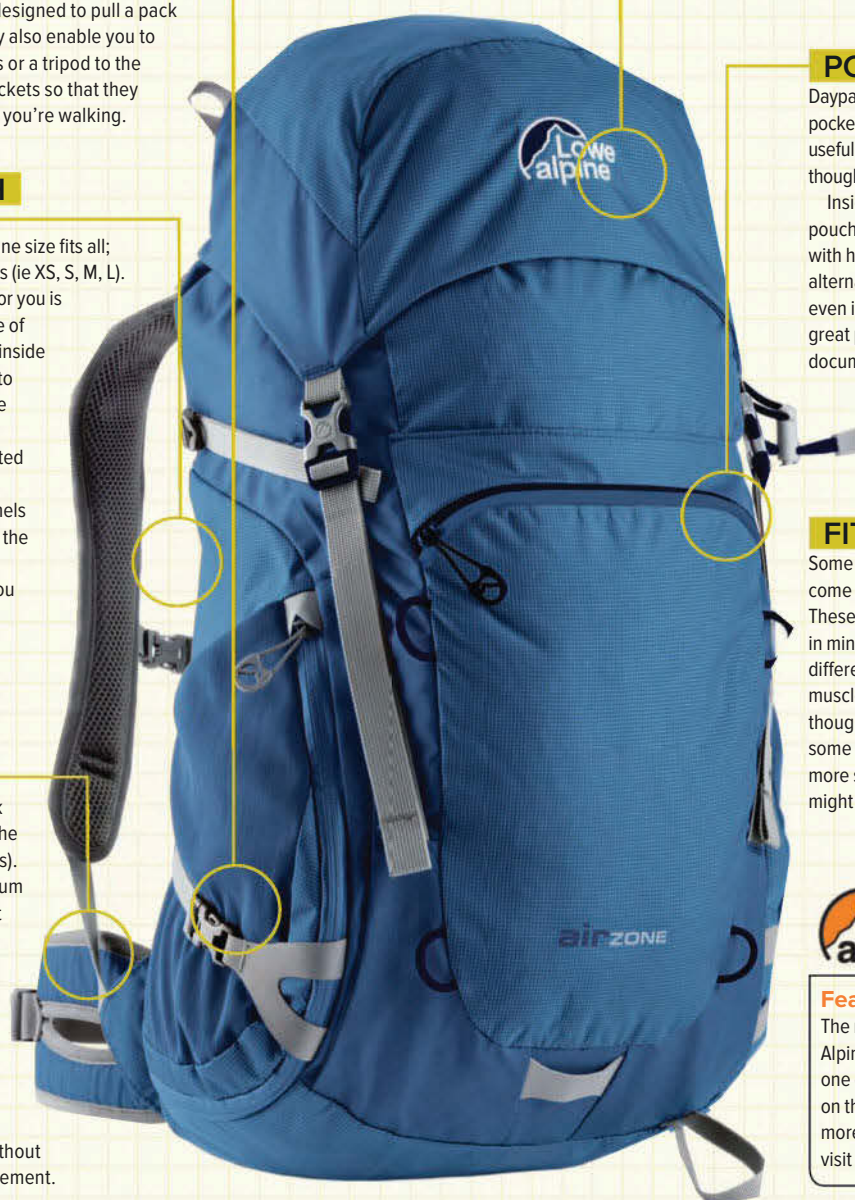 designed to pull a pack
also enable you to
or a tripod to the
so that they
you're walking.
ne size fits all;
(ie XS, S, M, L).
or you is
of
inside
to
ted
nels
the
ou
k
he
s).
um
t
thout
ement.
Lowe
alpine
airzone
PO
Daypa
pocke
useful
though
Insi
pouch
with h
altern
even i
great p
docum
FIT
Some
come
These
in min
differe
muscl
thoug
some
more s
might
a
Fea
The
Alpin
one
on th
more
visit